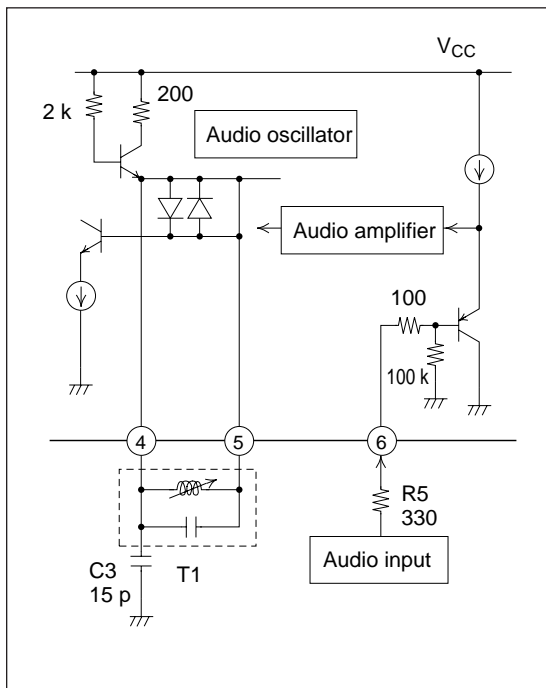 VCC
2 k
200
Audio oscillator
Audio amplifier
100
100 k
4
5
6
R5
330
C3
15 p
T1
Audio input